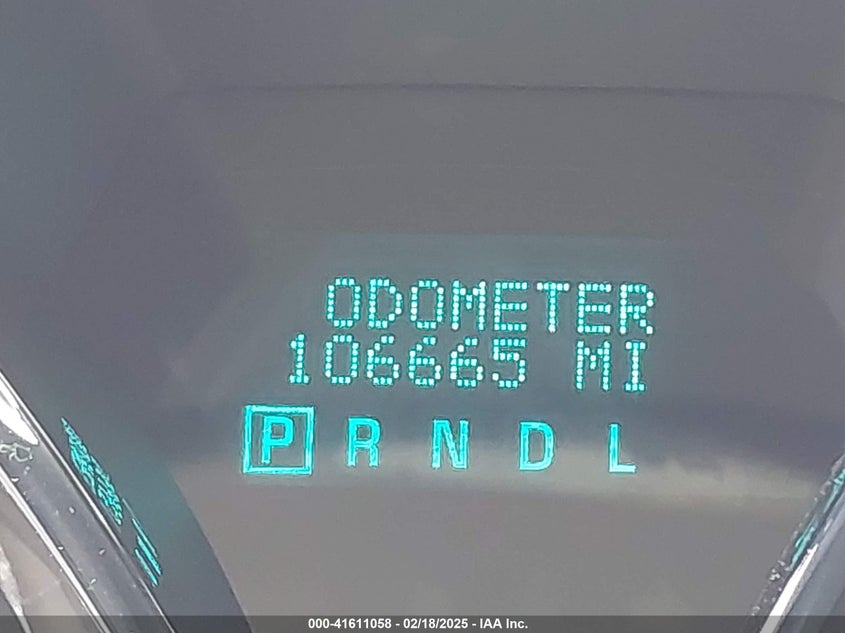 ODOMETER
106665 MI
P R N D L
000-41611058 - 02/18/2025 - IAA Inc.